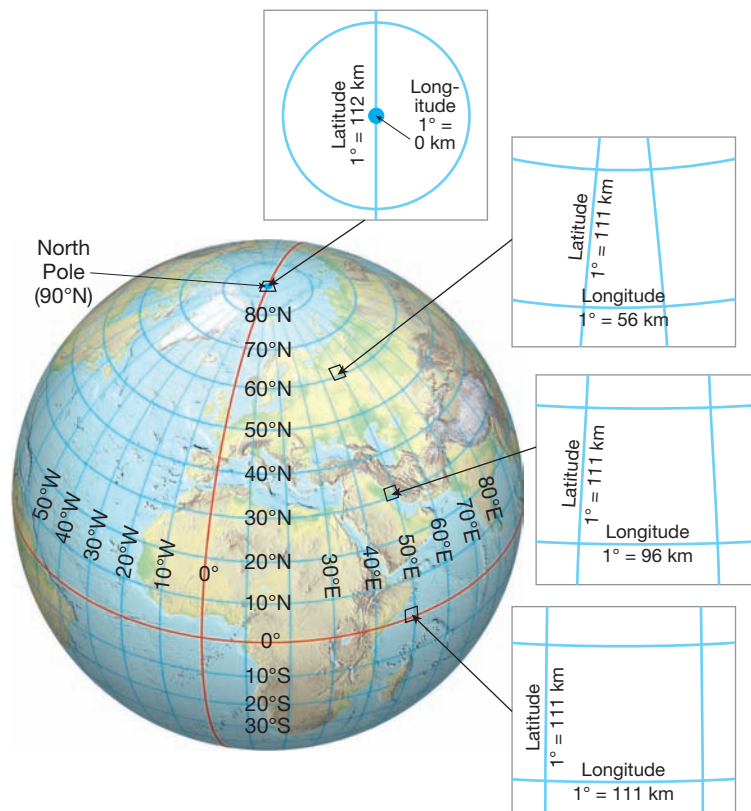 Latitude
1° = 112 km
Long-
itude
1° =
0 km
Latitude
1° = 111 km
Longitude
1° = 56 km
North
Pole
(90°N)
80°N
70°N
60°N
50°N
40°N
30°N
20°N
10°N
0°
10°S
20°S
30°S
50°W
40°W
30°W
20°W
10°W
0°
30°E
40°E
50°E
60°E
70°E
80°E
Latitude
1° = 111 km
Longitude
1° = 96 km
Latitude
1° = 111 km
Longitude
1° = 111 km